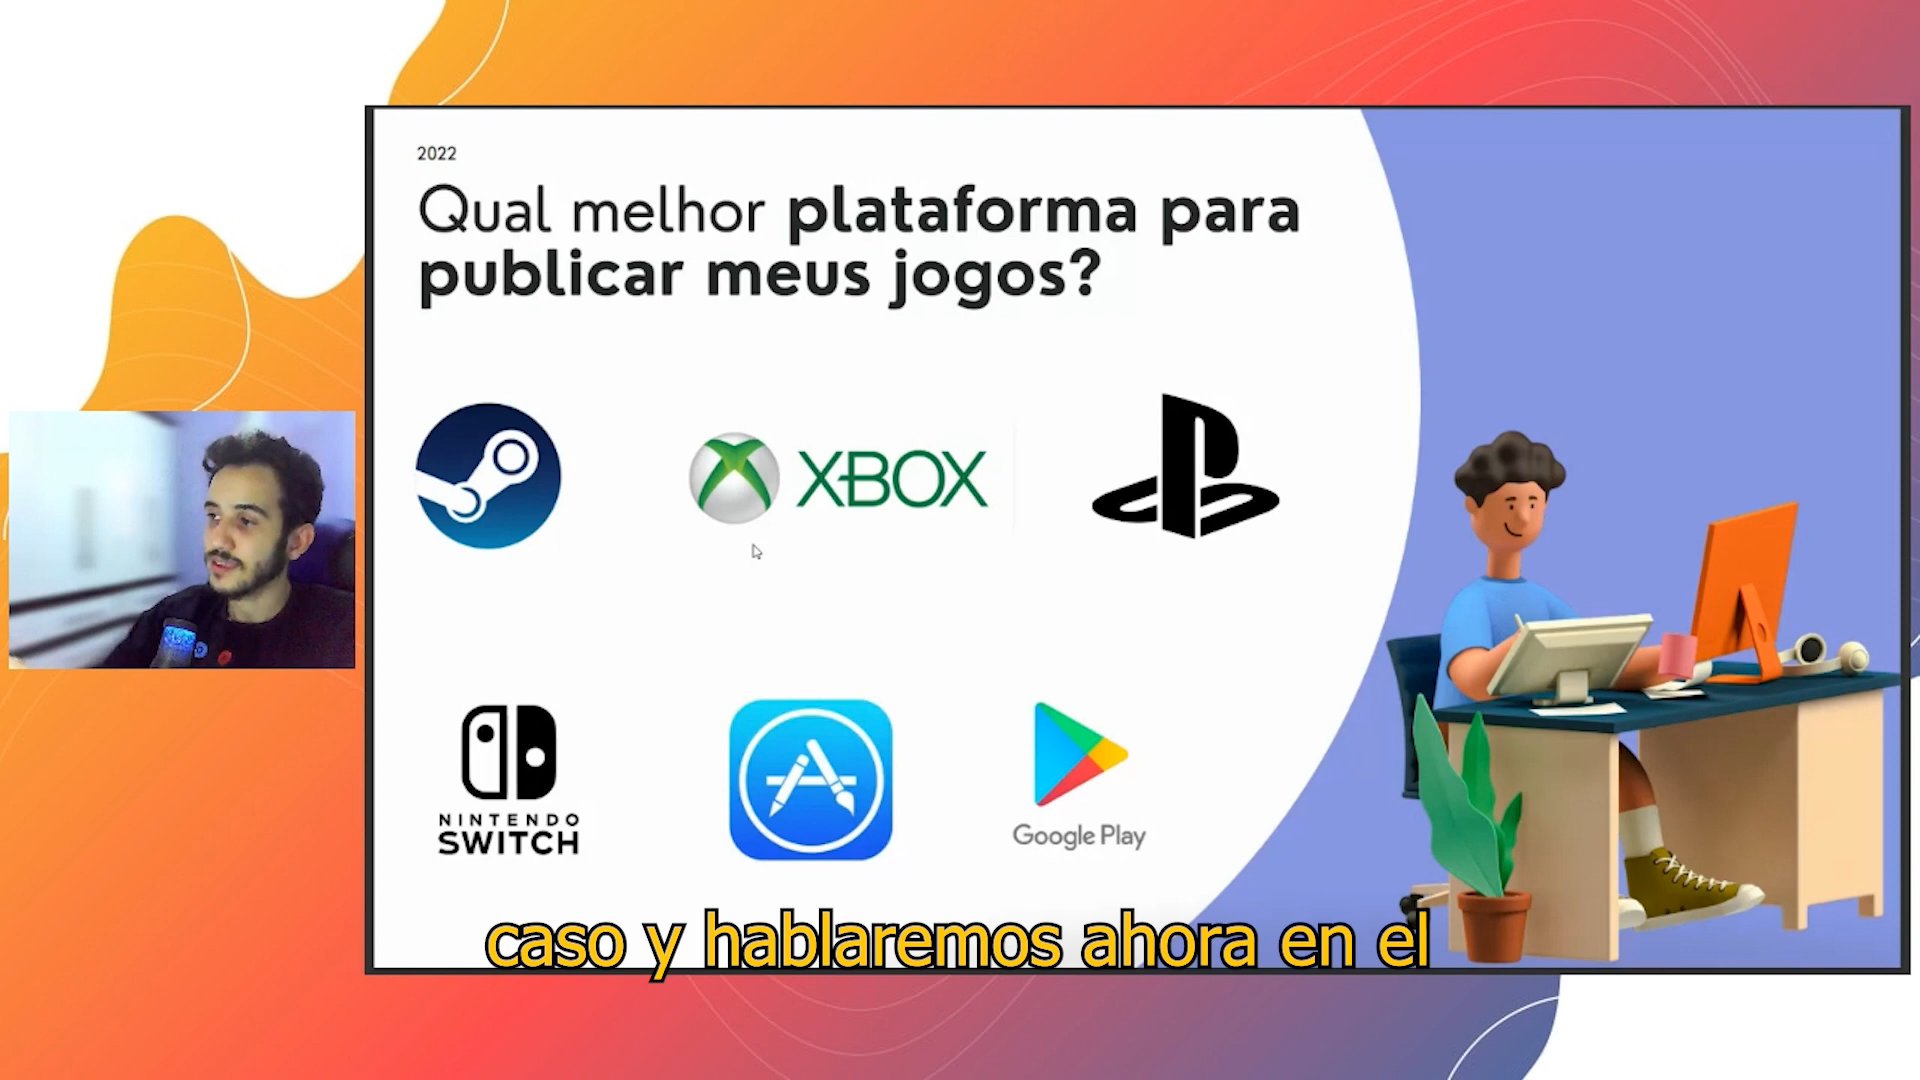 2022
Qual melhor plataforma para
publicar meus jogos?
XBOX
NINTENDO
SWITCH
Google Play
caso y hablaremos ahora en el